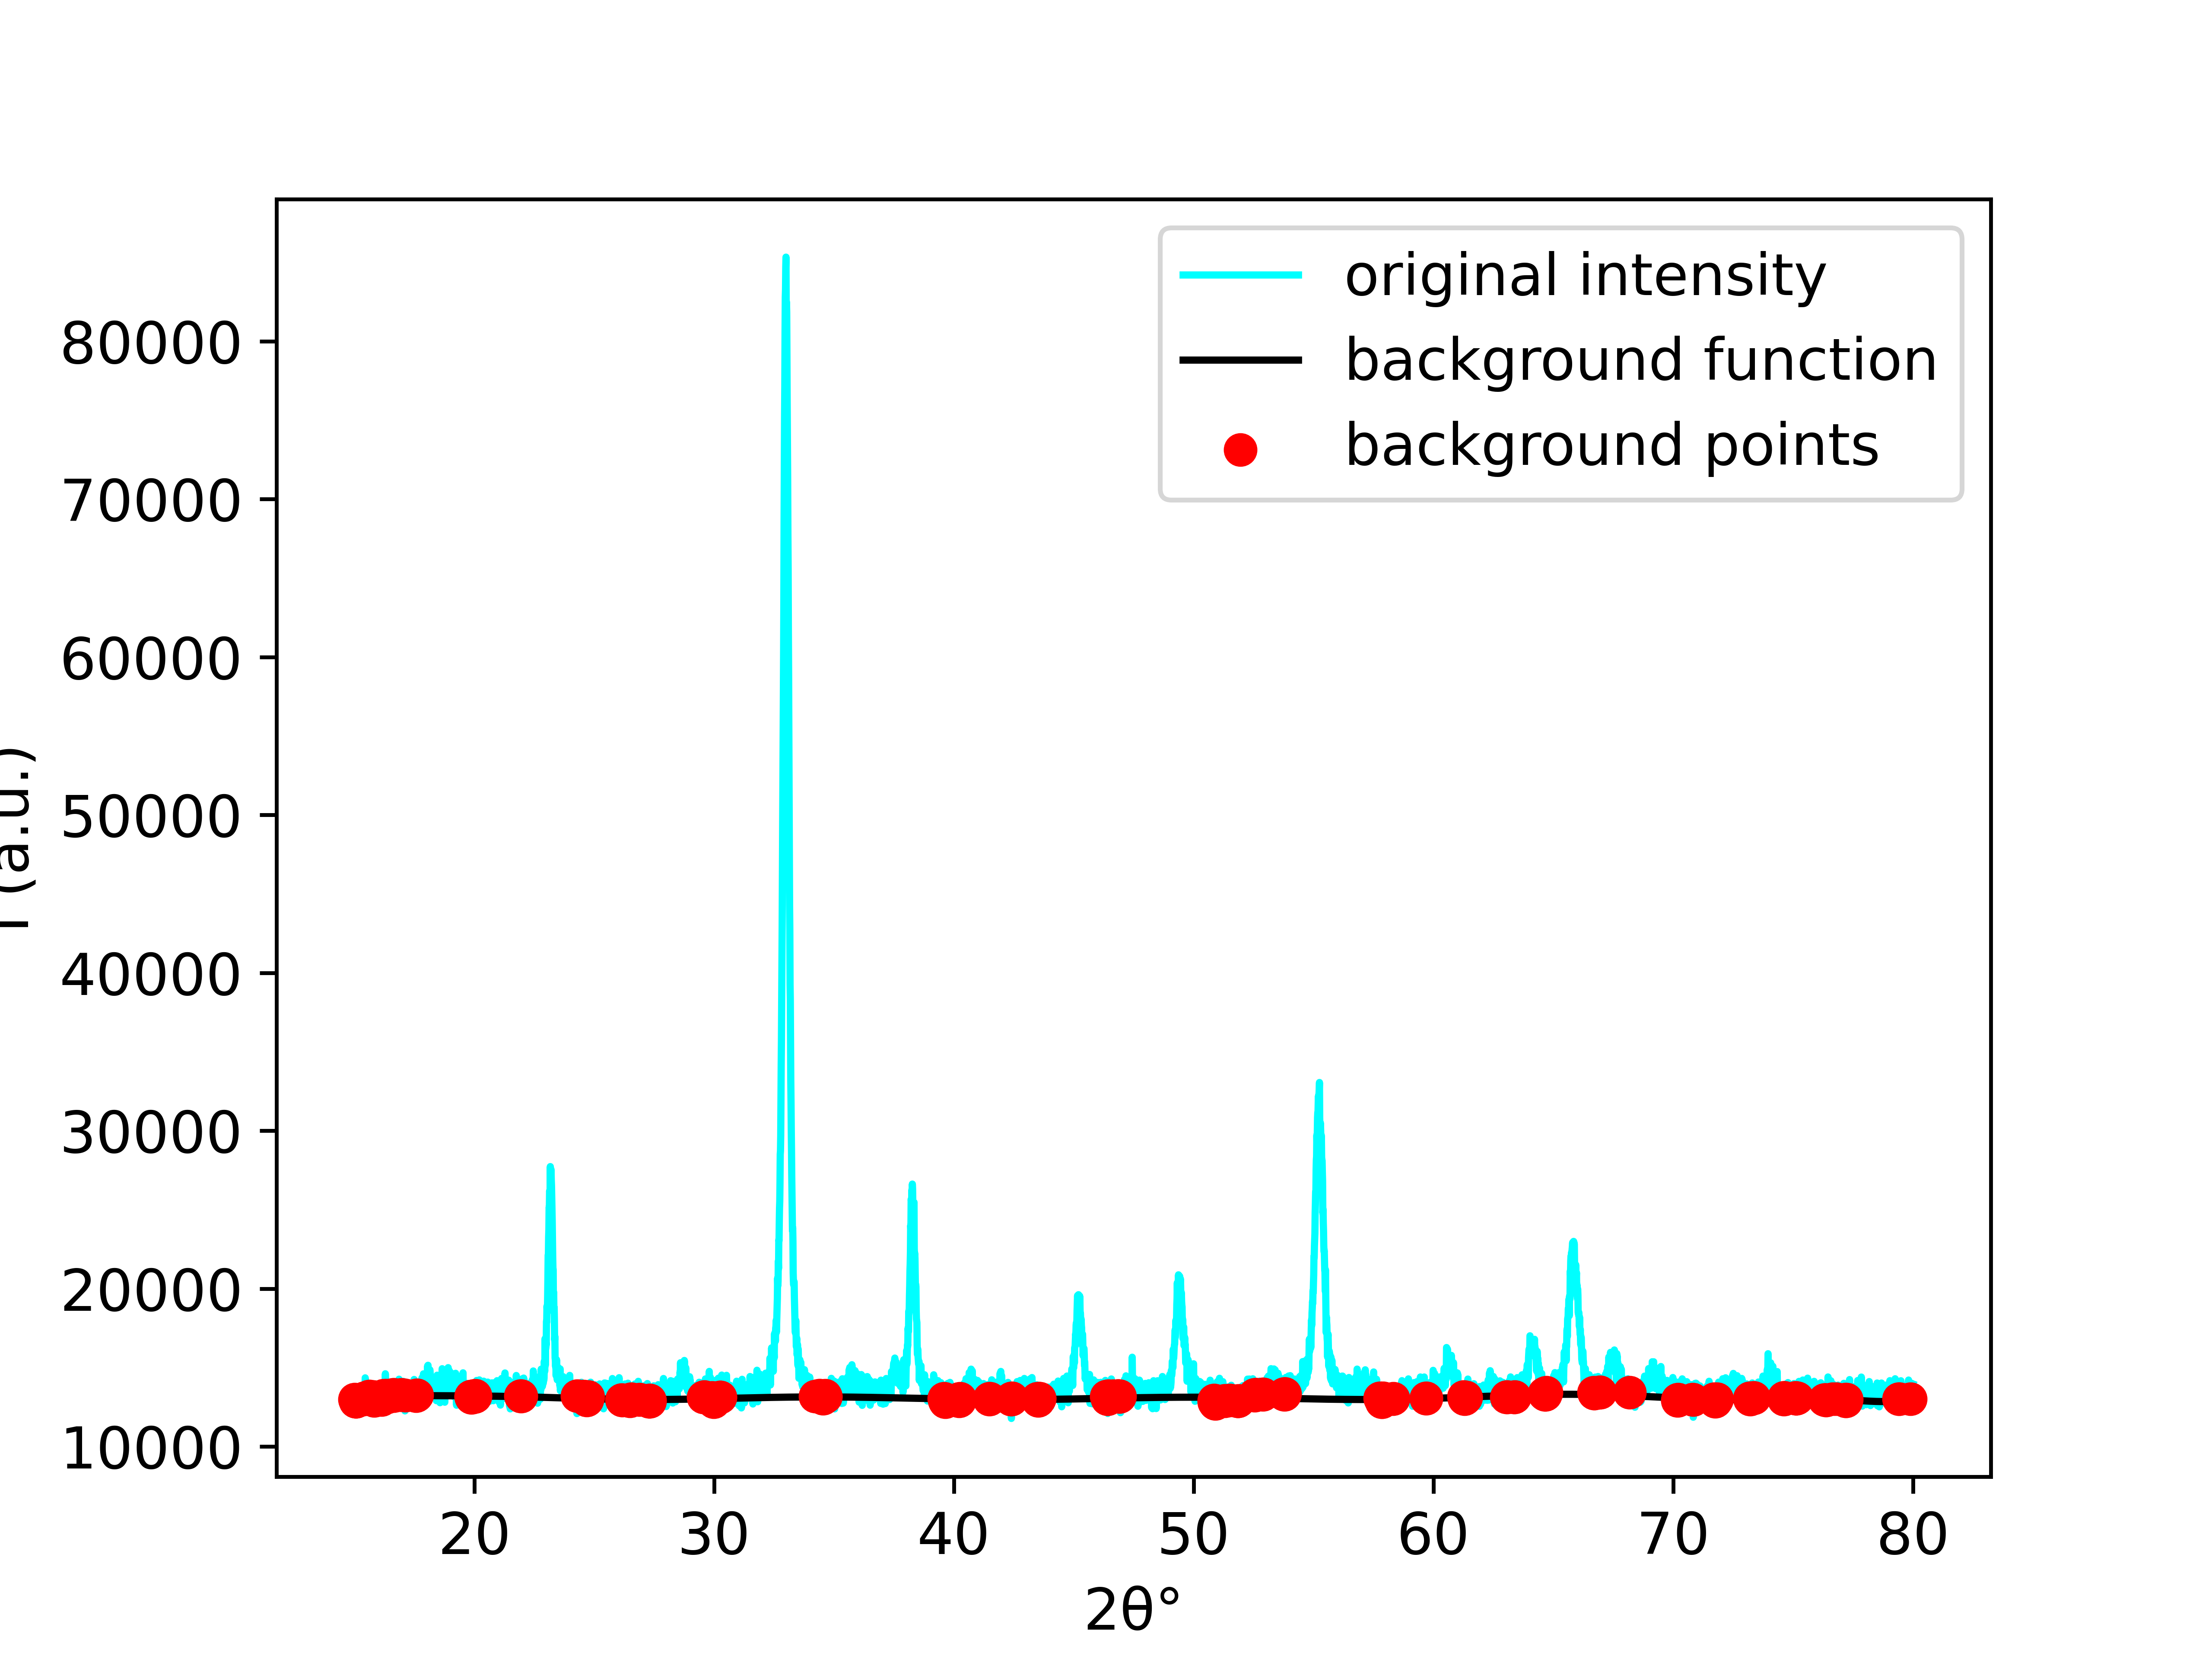 original intensity
background function
background points
80000
70000
60000
50000
40000
30000
20000
10000
(a.u.)
20 30 40 50 60 70 80
2θ°